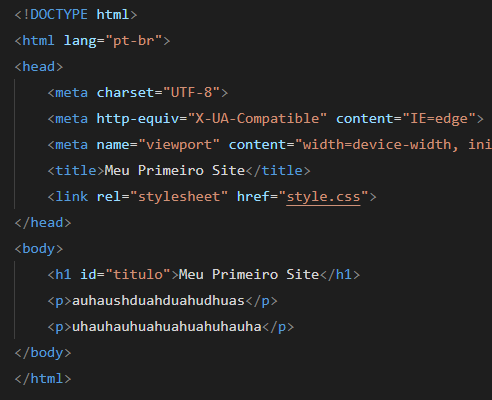 <!DOCTYPE html>
<html lang="pt-br">
<head>
<meta charset="UTF-8">
<meta http-equiv="X-UA-Compatible" content="IE=edge">
<meta name="viewport" content="width=device-width, ini
<title>Meu Primeiro Site</title>
<link rel="stylesheet" href="style.css">
</head>
<body>
<h1 id="titulo">Meu Primeiro Site</h1>
<p>auhaushduahduahudhuas</p>
<p>uhauhauhuahuahuahuhauha</p>
</body>
</html>